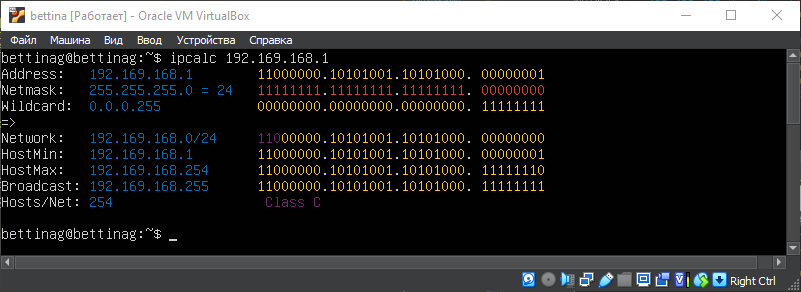 bettina [Работает] - Oracle VM VirtualBox
Файл Машина Вид Ввод Устройства Справка
bettinag@bettinag:~$ ipcalc 192.169.168.1
Address: 192.169.168.1 11000000.10101001.10101000. 00000001
Netmask: 255.255.255.0 = 24 11111111.11111111.11111111. 00000000
Wildcard: 0.0.0.255 00000000.00000000.00000000. 11111111
=>
Network: 192.169.168.0/24 11000000.10101001.10101000. 00000000
HostMin: 192.169.168.1 11000000.10101001.10101000. 00000001
HostMax: 192.169.168.254 11000000.10101001.10101000. 11111110
Broadcast: 192.169.168.255 11000000.10101001.10101000. 11111111
Hosts/Net: 254 Class C
bettinag@bettinag:~$ _
Right Ctrl